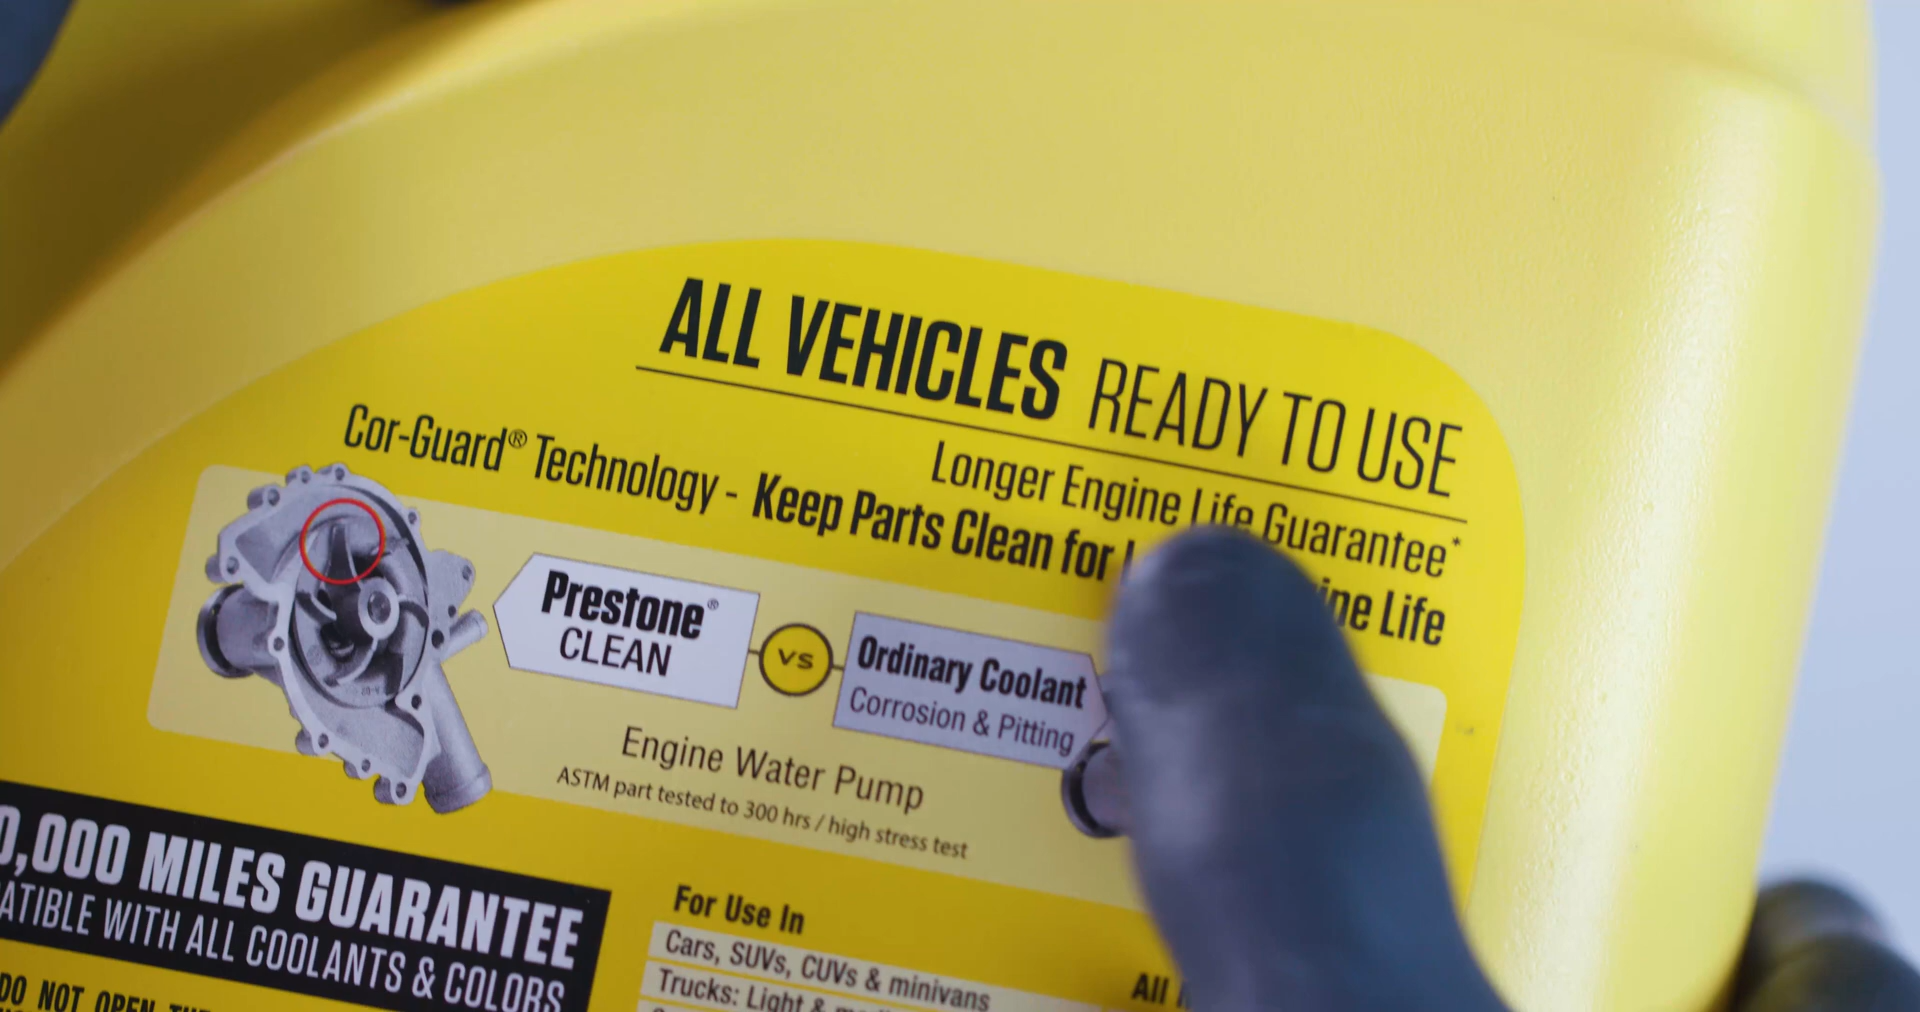 ALL VEHICLES READY TO USE
Longer Engine Life Guarantee*
Cor-Guard® Technology - Keep Parts Clean for Life
Prestone®
CLEAN
vs
Ordinary Coolant
Corrosion & Pitting
Engine Water Pump
ASTM part tested to 300 hrs / high stress test
0,000 MILES GUARANTEE
WITH ALL COOLANTS & COLORS
DO NOT OPEN
For Use In
Cars, SUVs, CUVs & minivans
Trucks: Light &
All